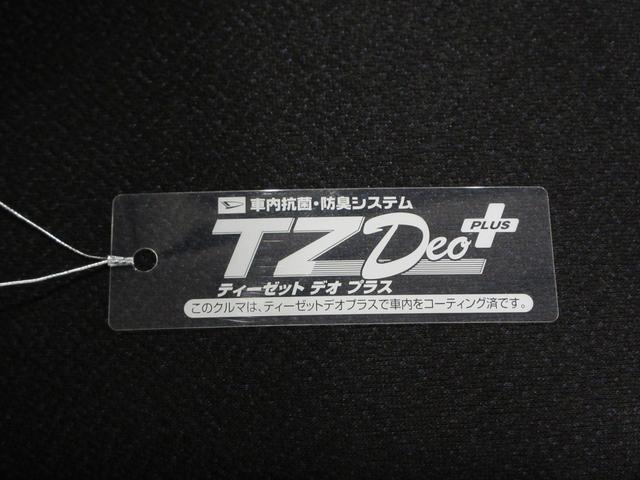 車内抗菌・防臭システム
TZ Deo PLUS
ティーゼット デオ プラス
このクルマは、ティーゼットデオプラスで車内をコーティング済です。